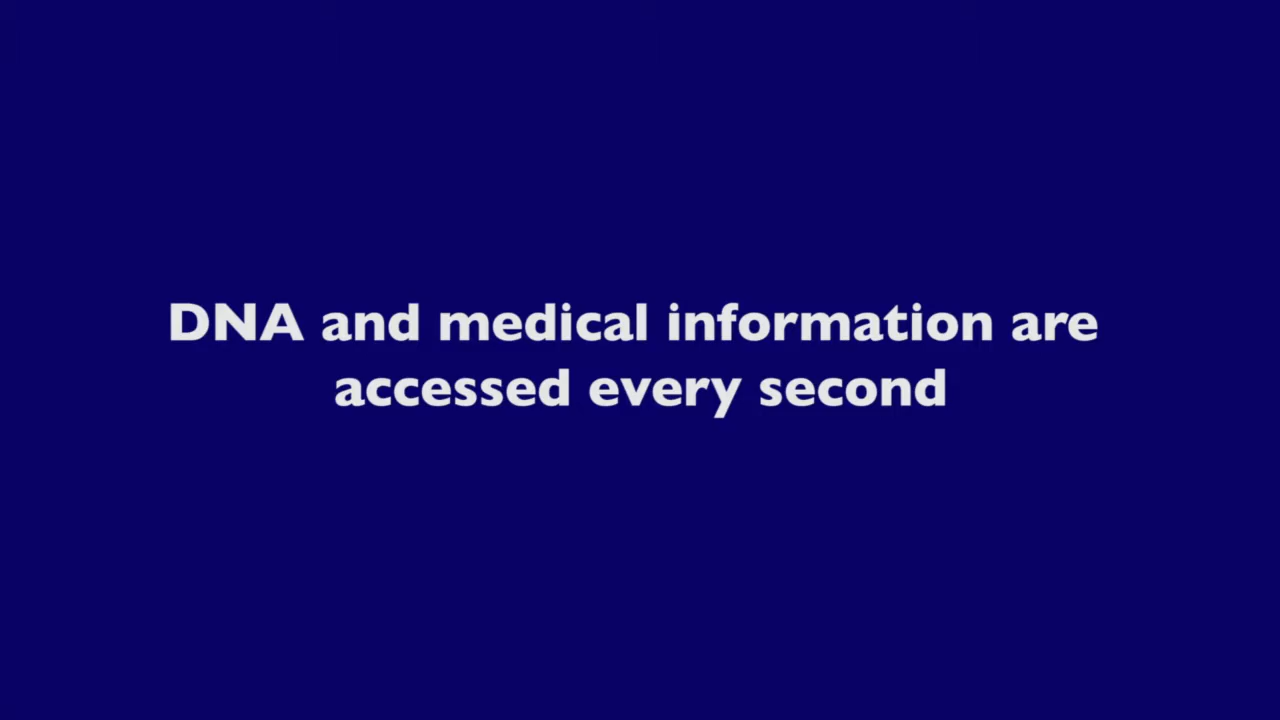 DNA and medical information are
accessed every second